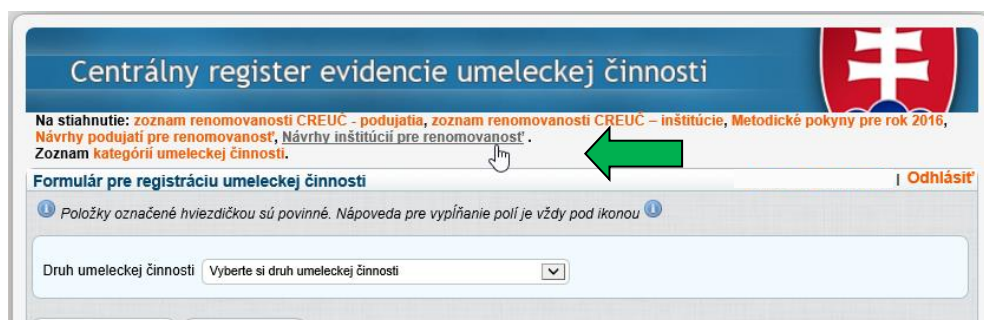 Centrálny register evidencie umeleckej činnosti
Na stiahnutie: zoznam renomovanosti CREUČ - podujatia, zoznam renomovanosti CREUČ – inštitúcie, Metodické pokyny pre rok 2016,
Návrhy podujatí pre renomovanosť, Návrhy inštitúcií pre renomovanosť .
Zoznam kategórií umeleckej činnosti.
Formulár pre registráciu umeleckej činnosti | Odhlásiť
Položky označené hviezdičkou sú povinné. Nápoveda pre vypĺňanie polí je vždy pod ikonou
Druh umeleckej činnosti Vyberte si druh umeleckej činnosti